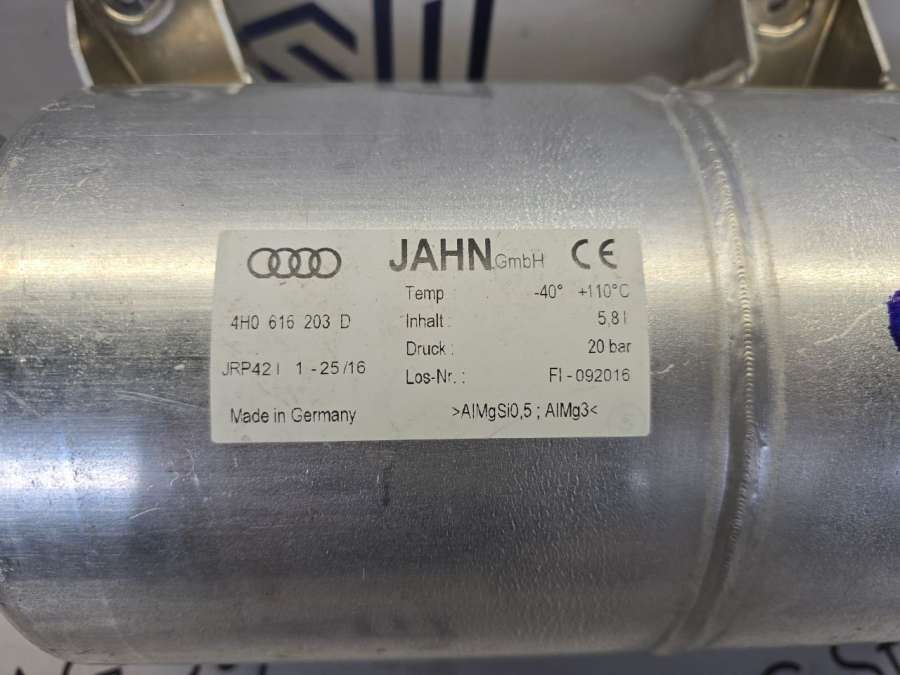 JAHN GmbH CE
Temp : -40° +110°C
4H0 616 203 D
Inhalt : 5,8 l
Druck : 20 bar
JRP42 I 1 - 25/16
Los-Nr. : FI - 092016
Made in Germany
>AlMgSi0,5 ; AlMg3<